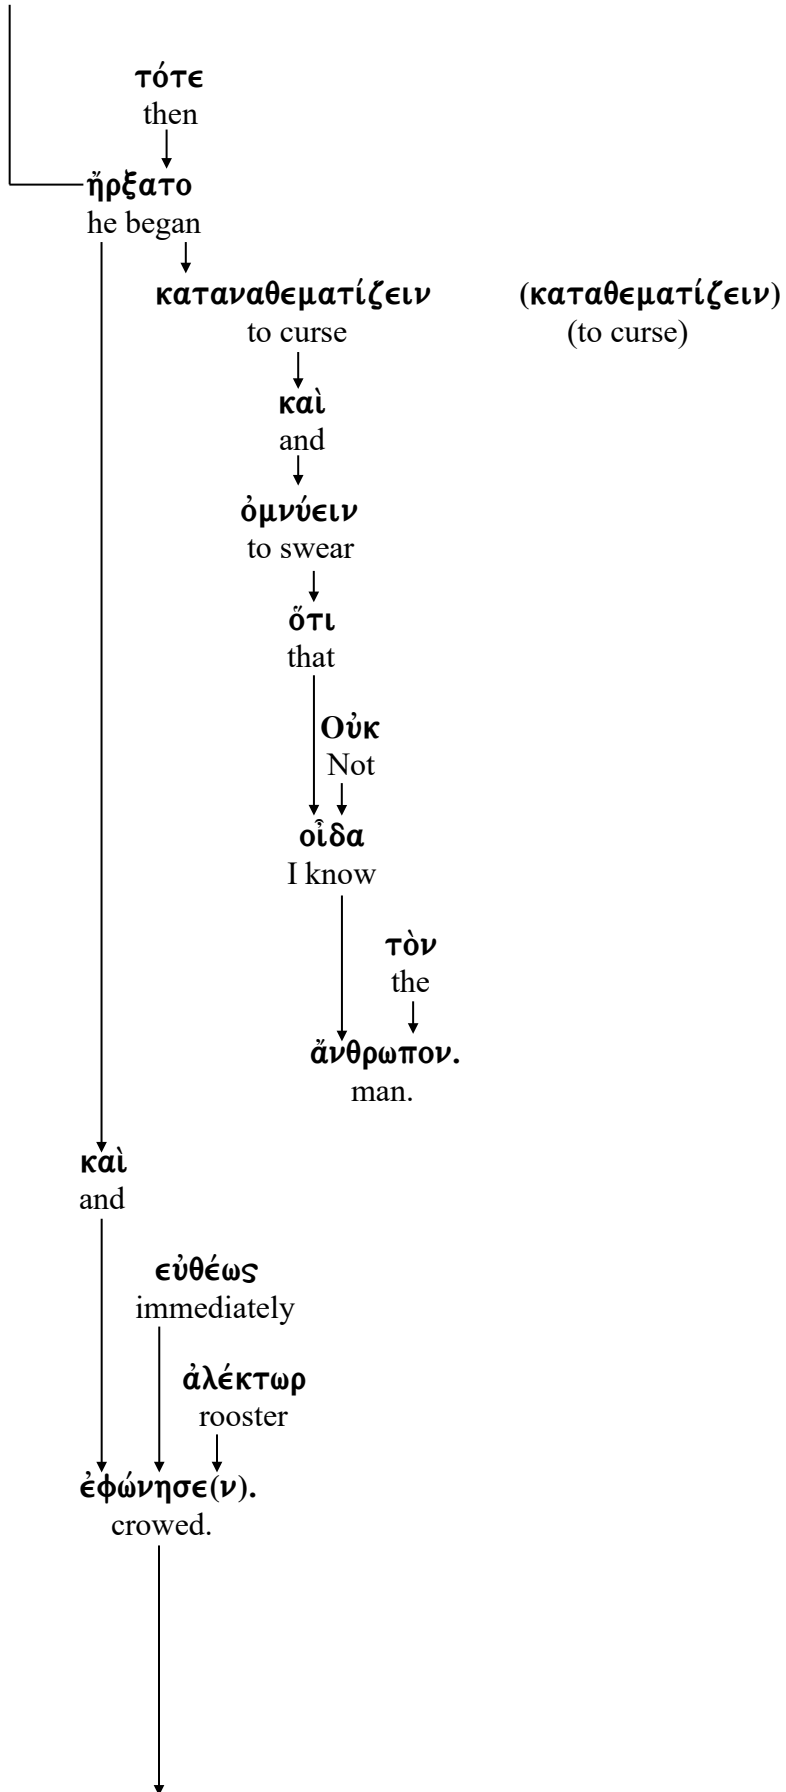 τότε
then
ἤρξατο
he began
καταναθεματίζειν (καταθεματίζειν)
to curse (to curse)
καὶ
and
ὀμνύειν
to swear
ὅτι
that
Οὐκ
Not
οἶδα
I know
τὸν
the
ἄνθρωπον.
man.
καὶ
and
εὐθέως
immediately
ἀλέκτωρ
rooster
ἐφώνησε(ν).
crowed.